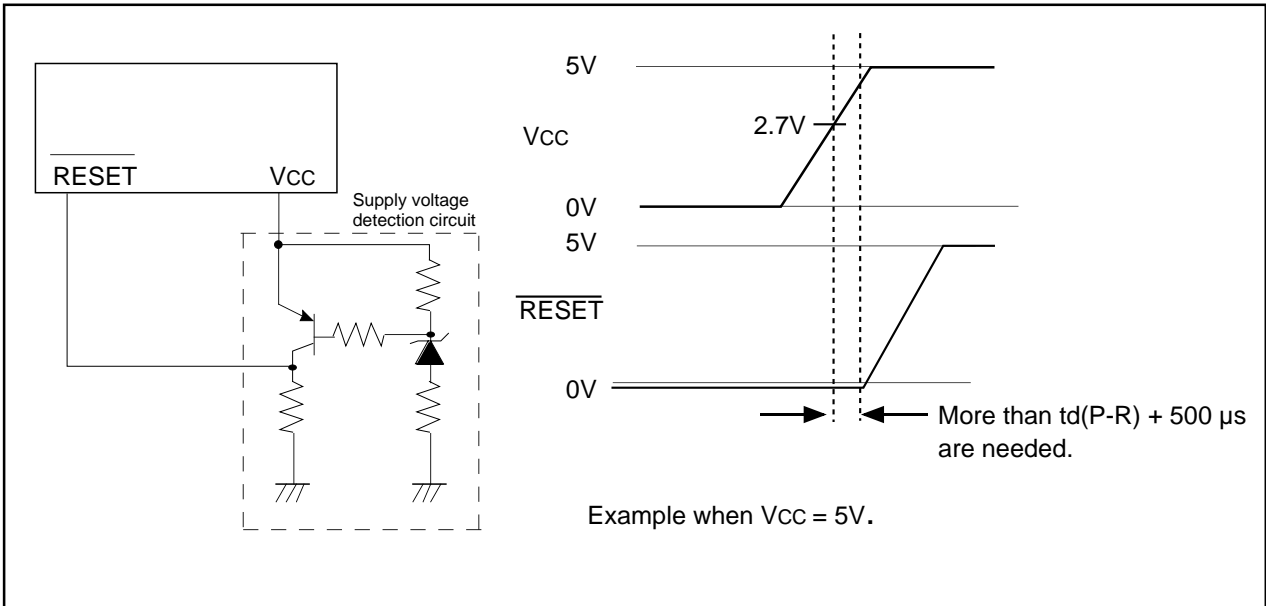 RESET
VCC
Supply voltage
detection circuit
5V
VCC
2.7V
0V
5V
RESET
0V
More than td(P-R) + 500 µs
are needed.
Example when VCC = 5V.